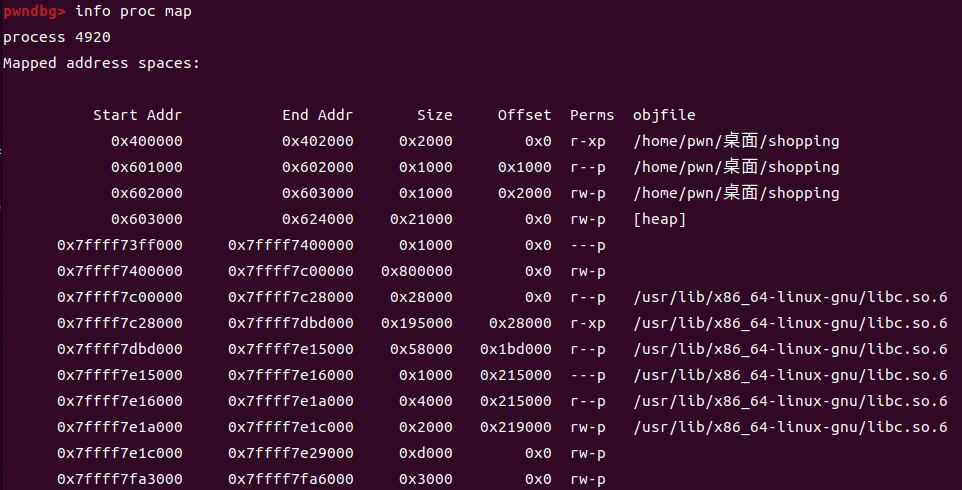 pwndbg> info proc map
process 4920
Mapped address spaces:
Start Addr End Addr Size Offset Perms objfile
0x400000 0x402000 0x2000 0x0 r-xp /home/pwn/桌面/shopping
0x601000 0x602000 0x1000 0x1000 r--p /home/pwn/桌面/shopping
0x602000 0x603000 0x1000 0x2000 rw-p /home/pwn/桌面/shopping
0x603000 0x624000 0x21000 0x0 rw-p [heap]
0x7ffff73ff000 0x7ffff7400000 0x1000 0x0 ---p
0x7ffff7400000 0x7ffff7c00000 0x800000 0x0 rw-p
0x7ffff7c00000 0x7ffff7c28000 0x28000 0x0 r--p /usr/lib/x86_64-linux-gnu/libc.so.6
0x7ffff7c28000 0x7ffff7dbd000 0x195000 0x28000 r-xp /usr/lib/x86_64-linux-gnu/libc.so.6
0x7ffff7dbd000 0x7ffff7e15000 0x58000 0x1bd000 r--p /usr/lib/x86_64-linux-gnu/libc.so.6
0x7ffff7e15000 0x7ffff7e16000 0x1000 0x215000 ---p /usr/lib/x86_64-linux-gnu/libc.so.6
0x7ffff7e16000 0x7ffff7e1a000 0x4000 0x215000 r--p /usr/lib/x86_64-linux-gnu/libc.so.6
0x7ffff7e1a000 0x7ffff7e1c000 0x2000 0x219000 rw-p /usr/lib/x86_64-linux-gnu/libc.so.6
0x7ffff7e1c000 0x7ffff7e29000 0xd000 0x0 rw-p
0x7ffff7fa3000 0x7ffff7fa6000 0x3000 0x0 rw-p